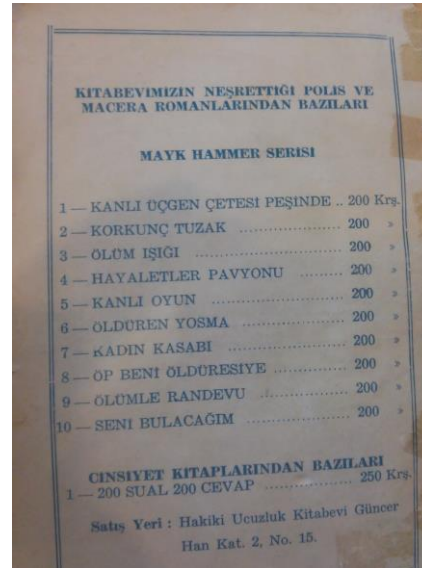 KITABEVİMİZİN NEŞRETTİĞİ POLİS VE
MACERA ROMANLARINDAN BAZILARI
MAYK HAMMER SERİSİ
1 — KANLI ÜÇGEN ÇETESİ PEŞİNDE .. 200 Krş.
2 — KORKUNÇ TUZAK .................... 200 »
3 — ÖLÜM IŞIĞI ........................ 200 »
4 — HAYALETLER PAVYONU ......... 200 »
5 — KANLI OYUN ....................... 200 »
6 — ÖLDÜREN YOSMA .................. 200 »
7 — KADIN KASABI .................... 200 »
8 — ÖP BENİ ÖLDÜRESİYE ............ 200 »
9 — ÖLÜMLE RANDEVU ............... 200 »
10 — SENİ BULACAĞIM ................. 200 »
CİNSİYET KİTAPLARINDAN BAZILARI
1 — 200 SUAL 200 CEVAP .................. 250 Krş.
Satış Yeri : Hakiki Ucuzluk Kitabevi Güncer
Han Kat. 2, No. 15.